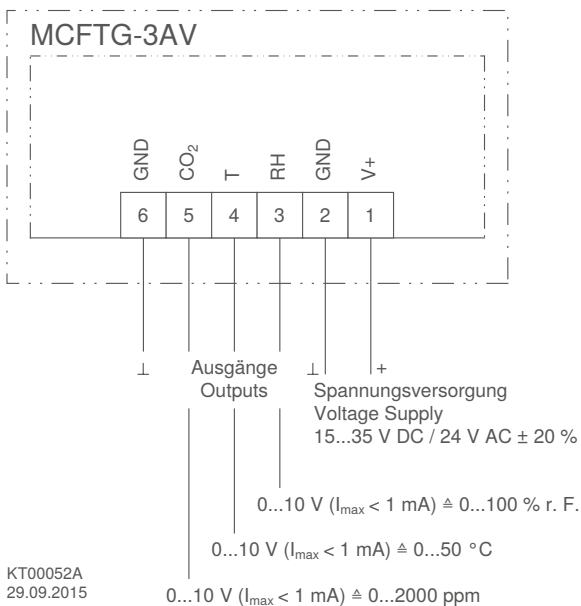 MCFTG-3AV
GND CO₂ T RH GND V+
6 5 4 3 2 1
⊥ Ausgänge ⊥ +
Outputs
Spannungsversorgung
Voltage Supply
15...35 V DC / 24 V AC ± 20 %
0...10 V (Imax < 1 mA) ≙ 0...100 % r. F.
0...10 V (Imax < 1 mA) ≙ 0...50 °C
0...10 V (Imax < 1 mA) ≙ 0...2000 ppm
KT00052A
29.09.2015